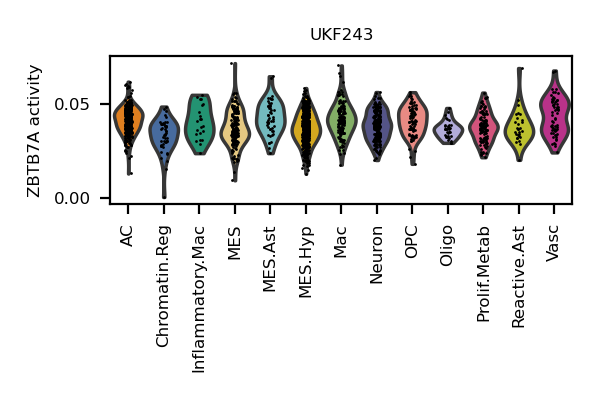 UKF243
ZBTB7A activity
0.05
0.00
AC
Chromatin.Reg
Inflammatory.Mac
MES
MES.Ast
MES.Hyp
Mac
Neuron
OPC
Oligo
Prolif.Metab
Reactive.Ast
Vasc